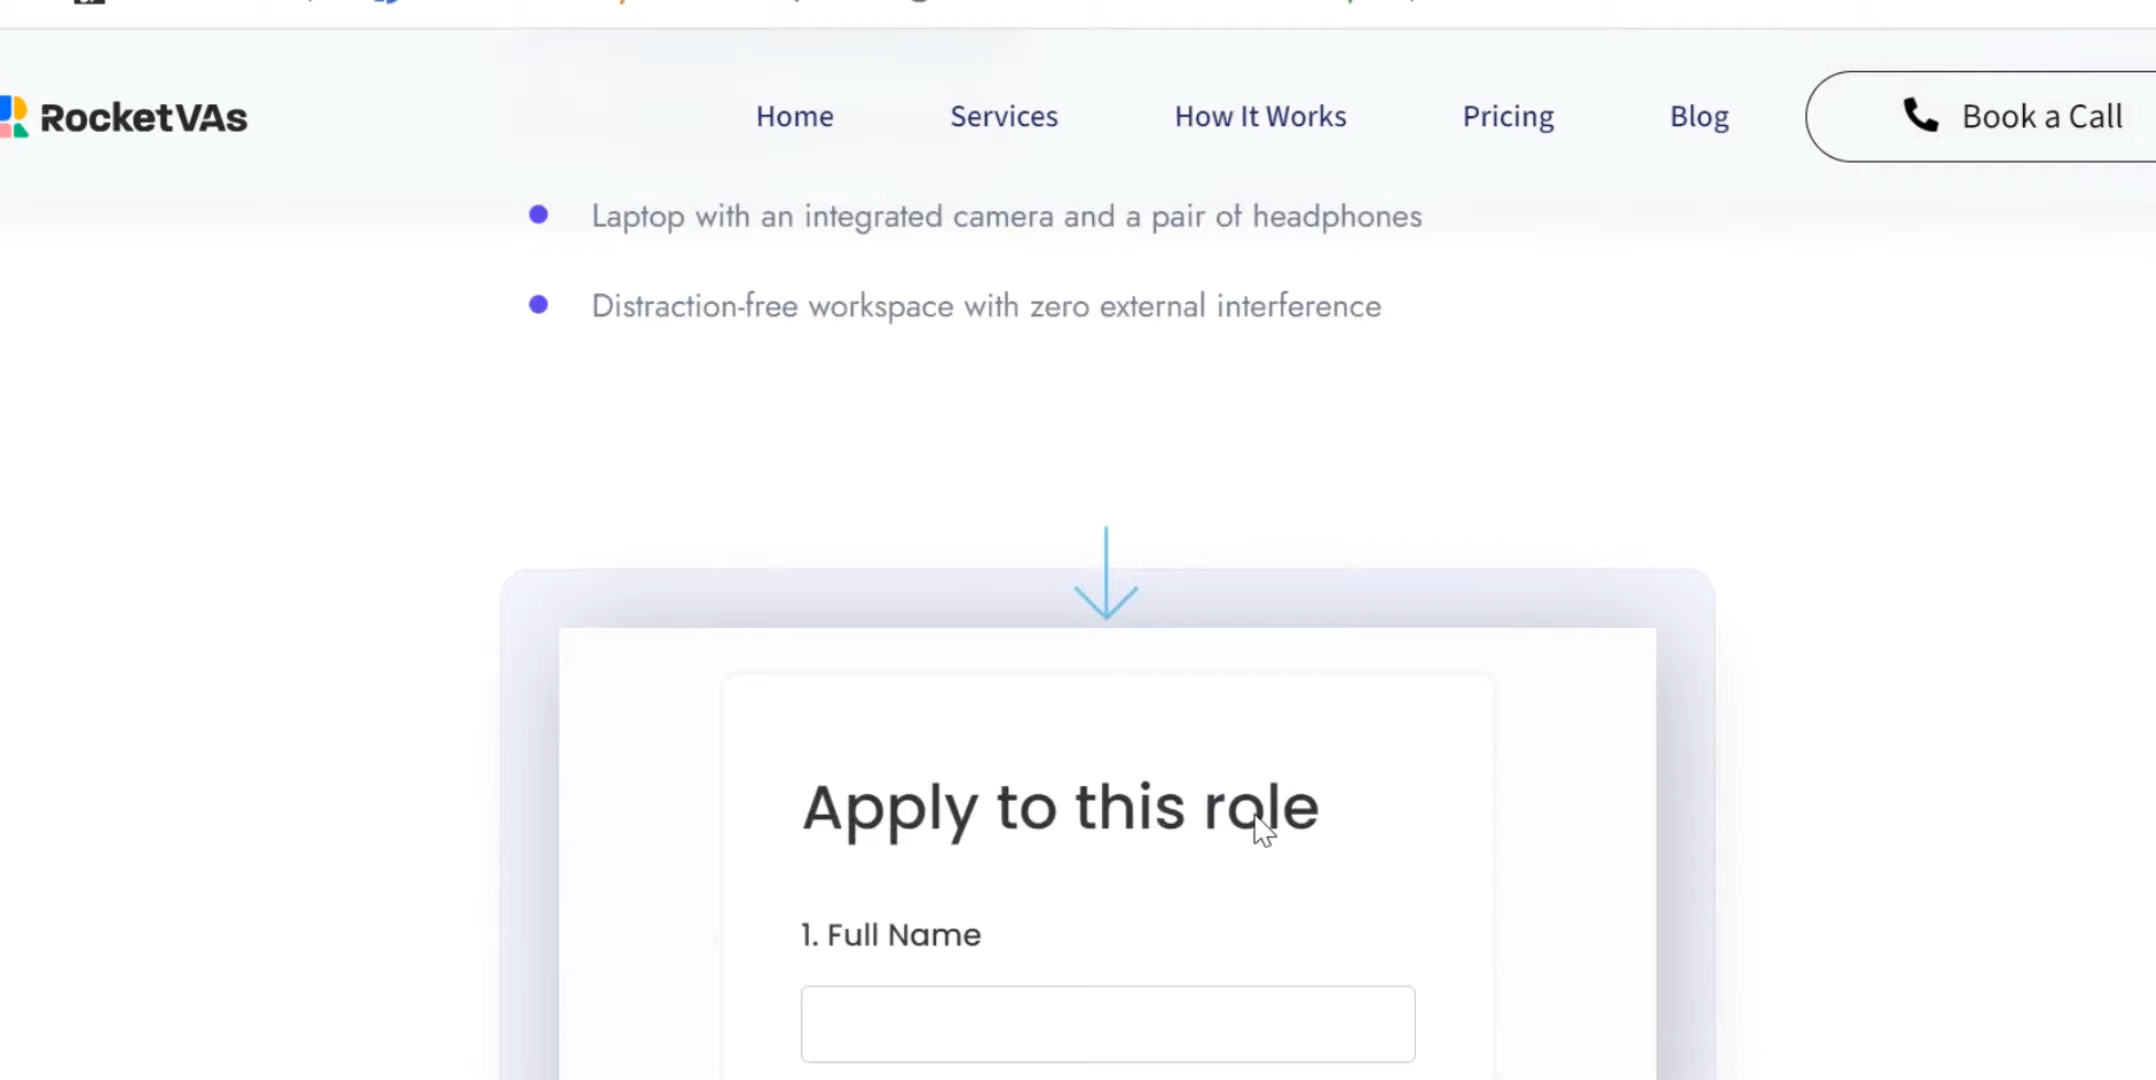 RocketVAs
Home Services How It Works Pricing Blog Book a Call
Laptop with an integrated camera and a pair of headphones
Distraction-free workspace with zero external interference
Apply to this role
1. Full Name